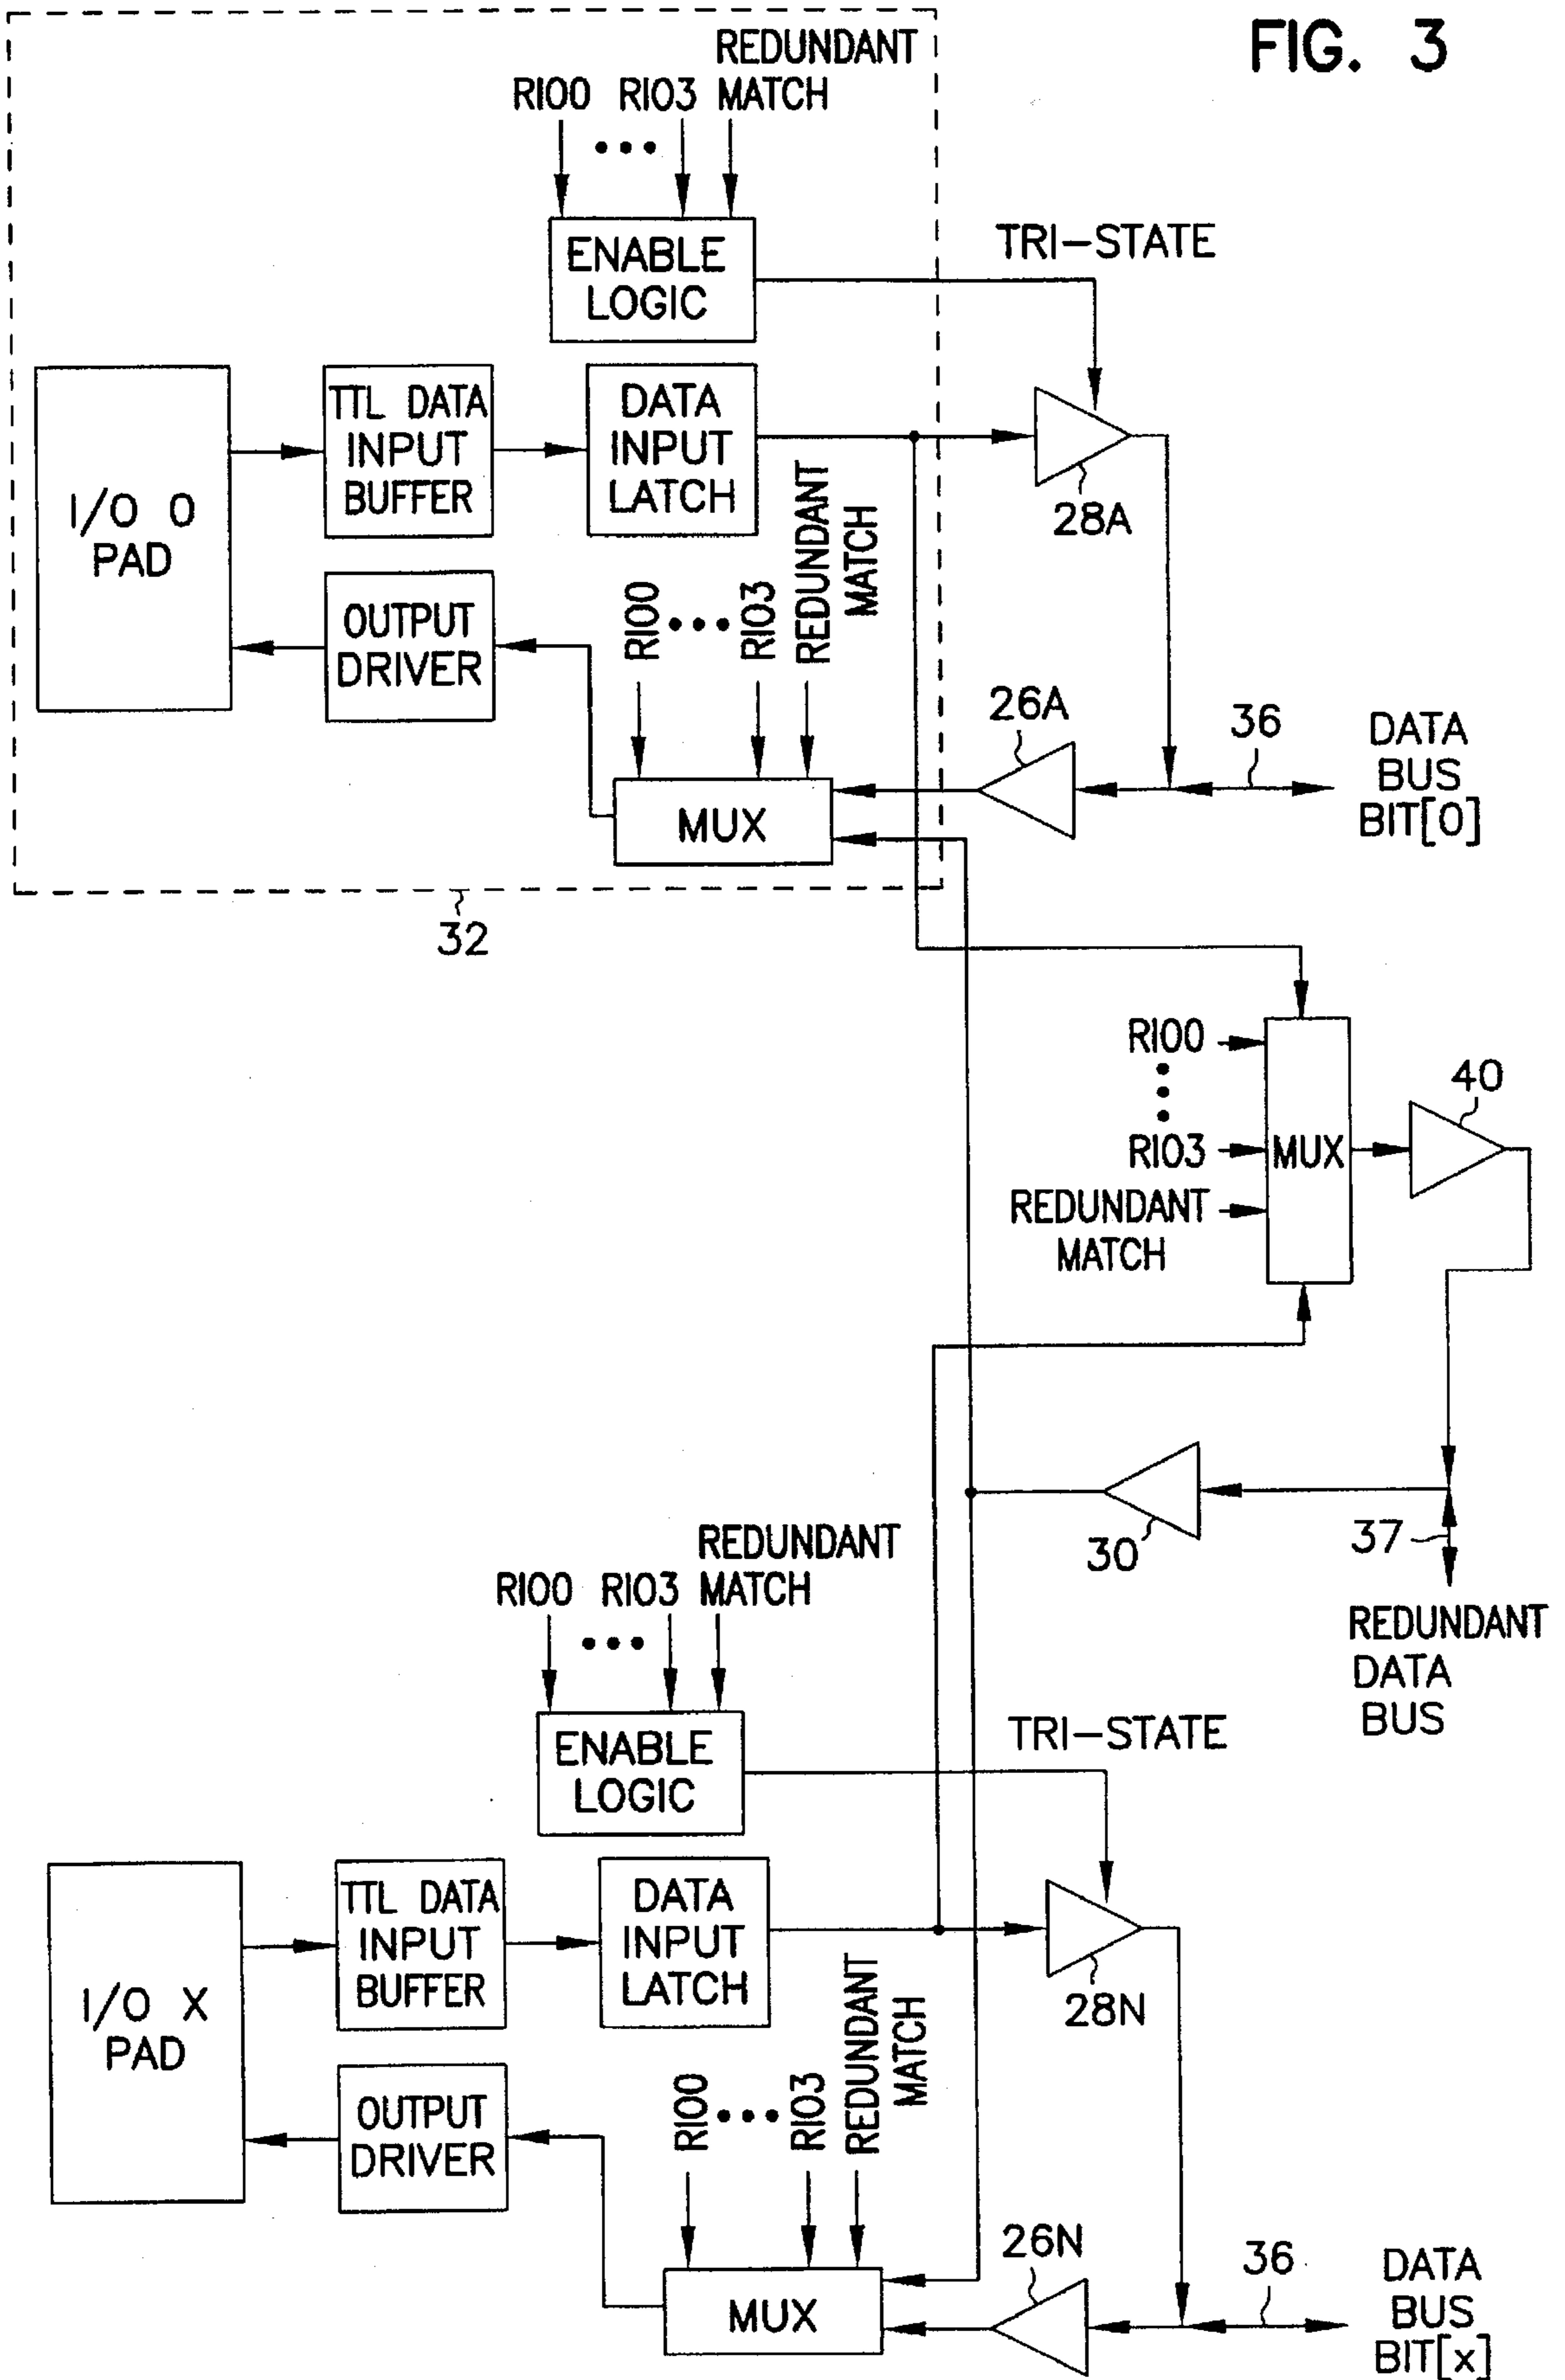 FIG. 3
REDUNDANT
RIO0 RIO3 MATCH
•••
ENABLE
LOGIC
TRI-STATE
I/O 0
PAD
TTL DATA
INPUT
BUFFER
DATA
INPUT
LATCH
28A
OUTPUT
DRIVER
RIO0
•••
RIO3
REDUNDANT
MATCH
MUX
26A
36
DATA
BUS
BIT[0]
32
RIO0
•••
RIO3
REDUNDANT
MATCH
MUX
40
30
37
REDUNDANT
DATA
BUS
REDUNDANT
RIO0 RIO3 MATCH
•••
ENABLE
LOGIC
TRI-STATE
I/O X
PAD
TTL DATA
INPUT
BUFFER
DATA
INPUT
LATCH
28N
OUTPUT
DRIVER
RIO0
•••
RIO3
REDUNDANT
MATCH
MUX
26N
36
DATA
BUS
BIT[x]